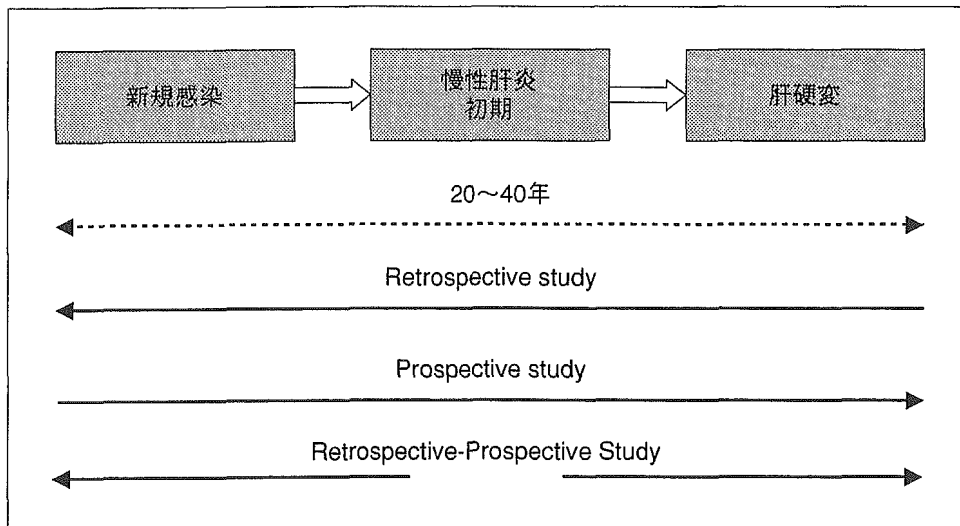 新規感染
慢性肝炎
初期
肝硬変
20〜40年
Retrospective study
Prospective study
Retrospective-Prospective Study